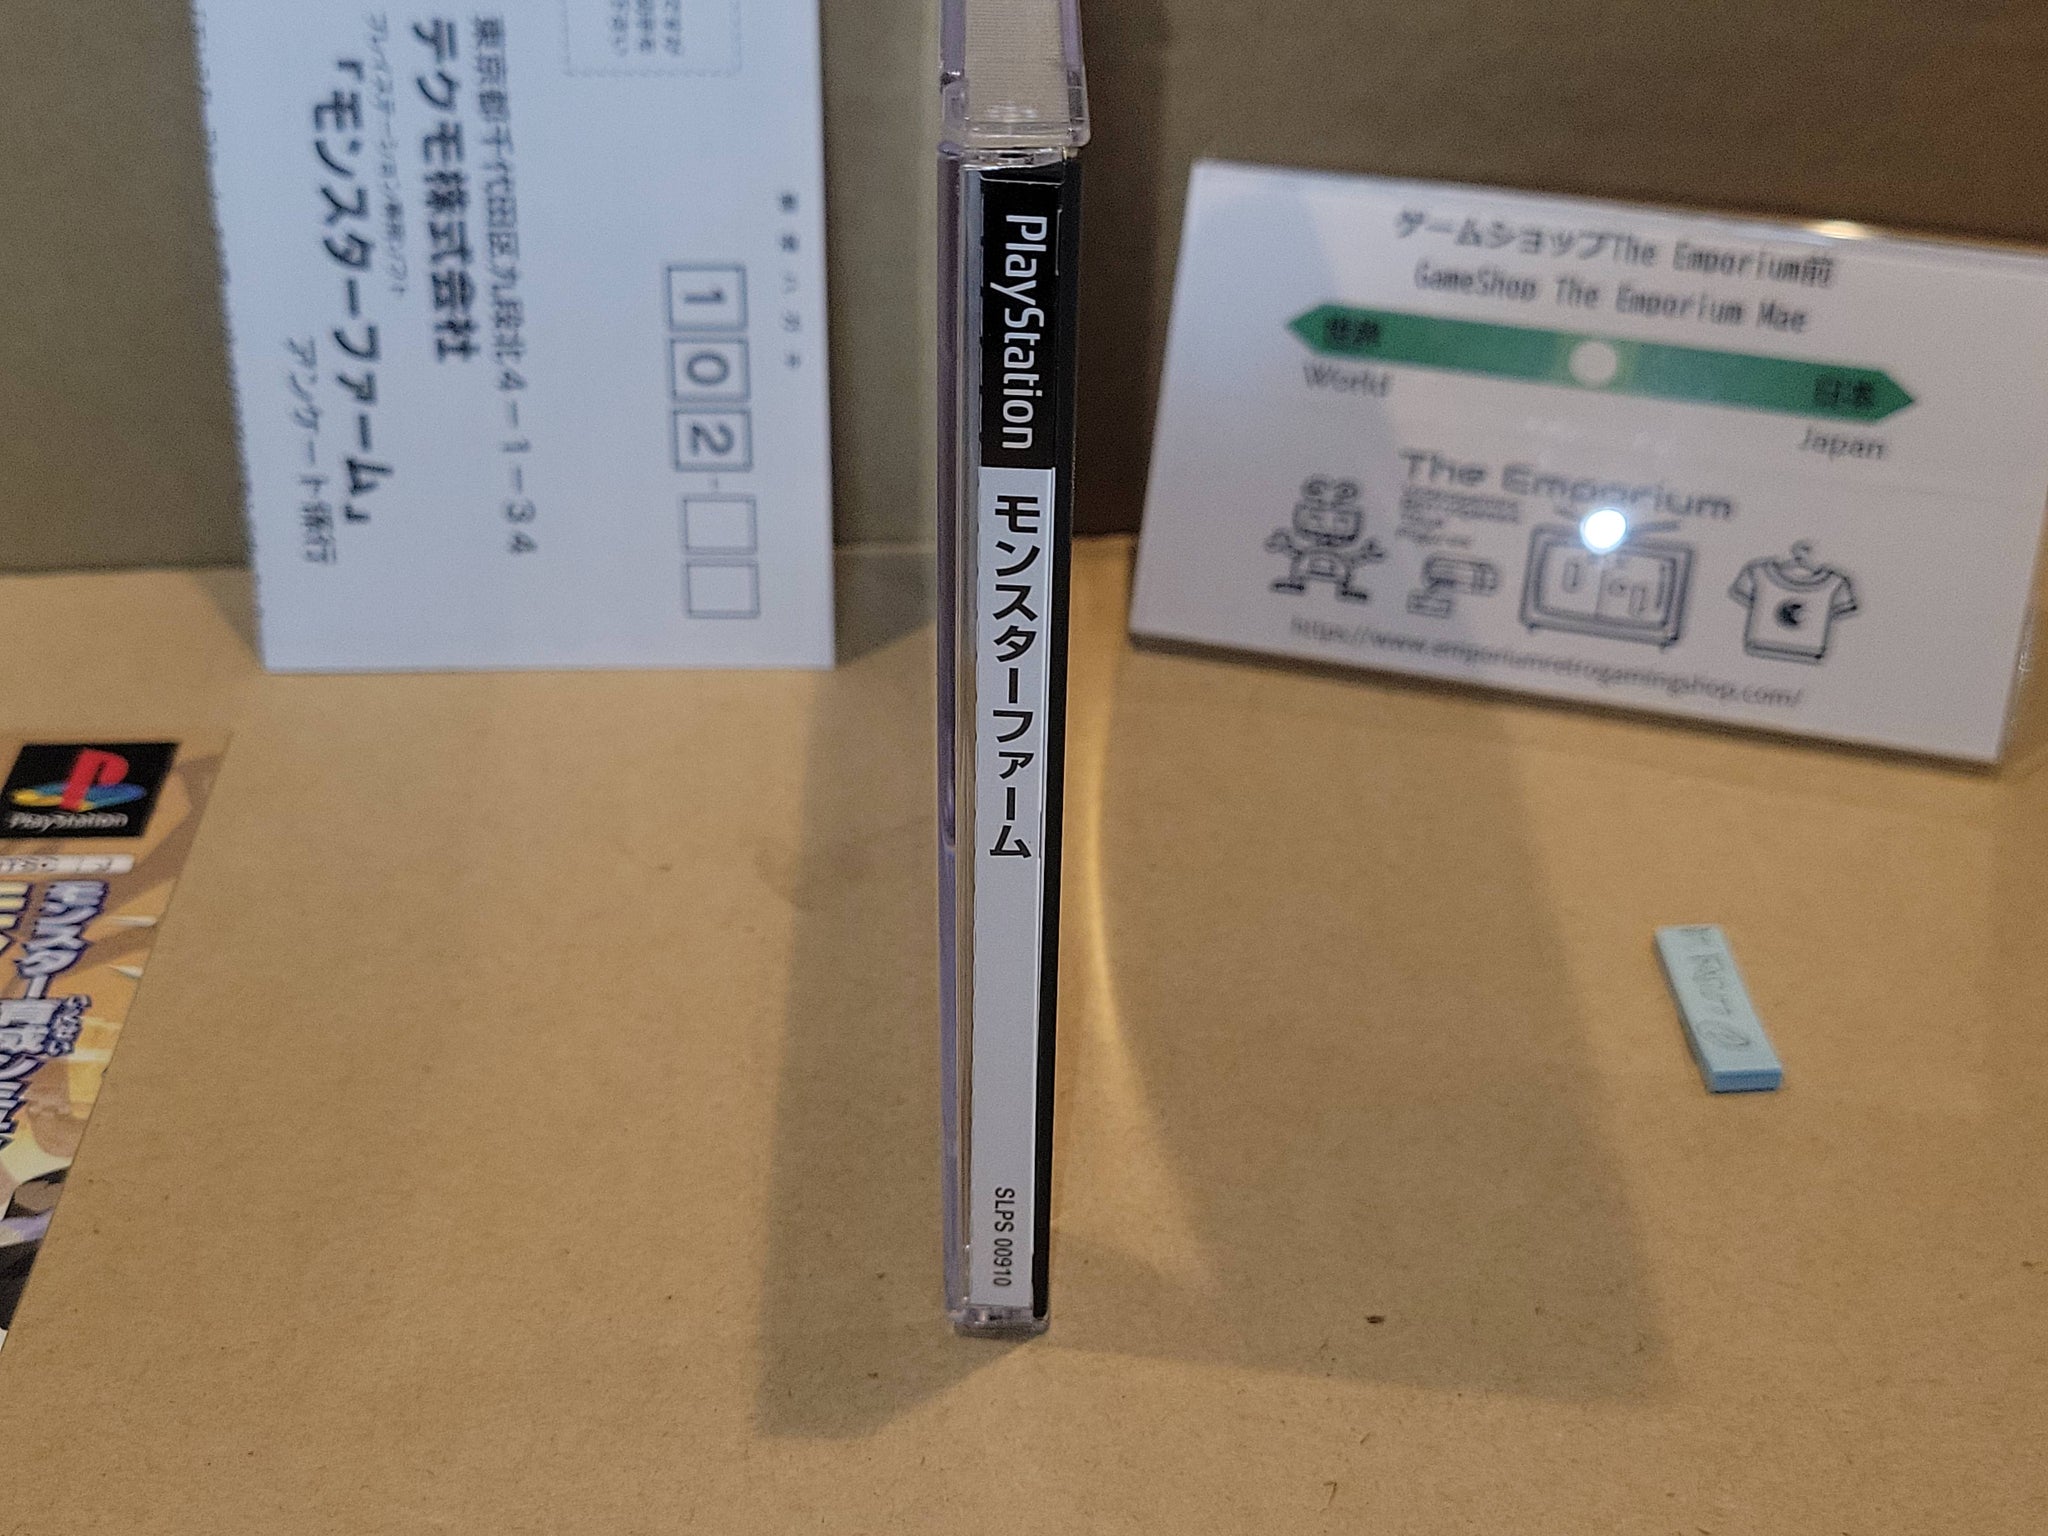 東京都千代田区九段北4-1-34
テクモ株式会社
プレイステーション専用ソフト
『モンスターファーム』
アンケート係行
102-
PlayStation
モンスターファーム
SLPS 00910
ゲームショップThe Emporium前
GameShop The Emporium Mae
世界
日本
World
Japan
The Emporium
https://www.emporiumretrogamingshop.com/
PlayStation
モンスター